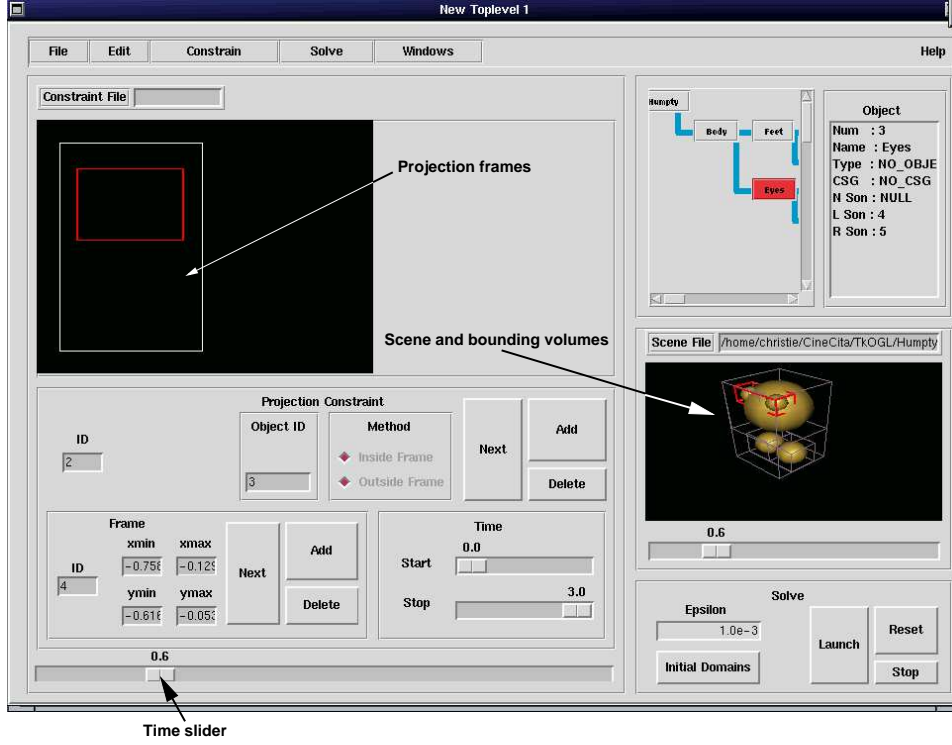 New Toplevel 1
File Edit Constrain Solve Windows Help
Constraint File
Projection frames
Humpty
Body
Feet
Eyes
Object
Num : 3
Name : Eyes
Type : NO_OBJE
CSG : NO_CSG
N Son : NULL
L Son : 4
R Son : 5
Scene and bounding volumes
Scene File /home/christie/CineCita/TkOGL/Humpty
0.6
Projection Constraint
ID
2
Object ID
3
Method
Inside Frame
Outside Frame
Next
Add
Delete
Frame
ID
4
xmin xmax
-0.758 -0.129
ymin ymax
-0.616 -0.053
Next
Add
Delete
Time
0.0
Start
3.0
Stop
0.6
Solve
Epsilon
1.0e-3
Initial Domains
Launch
Reset
Stop
Time slider